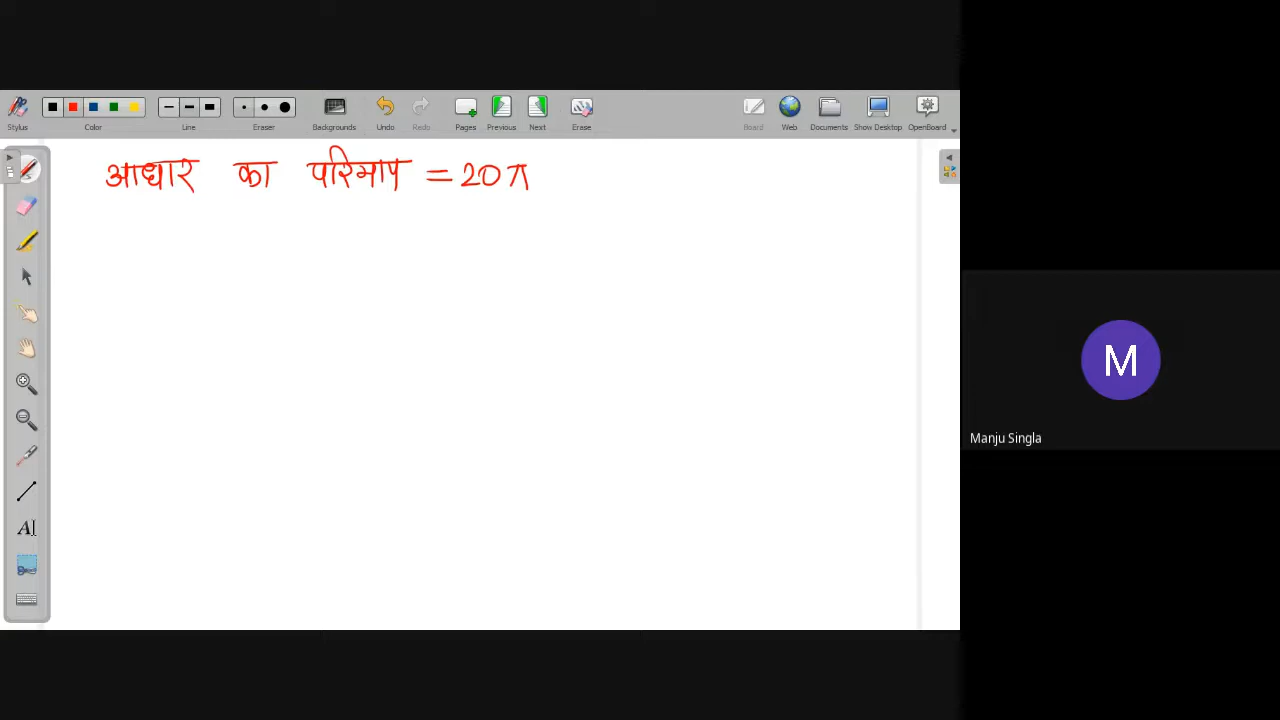 Stylus Color Line Eraser Backgrounds Undo Redo Pages Previous Next Erase Board Web Documents Show Desktop OpenBoard
आधार का परिमाप = 20 π
M
Manju Singla